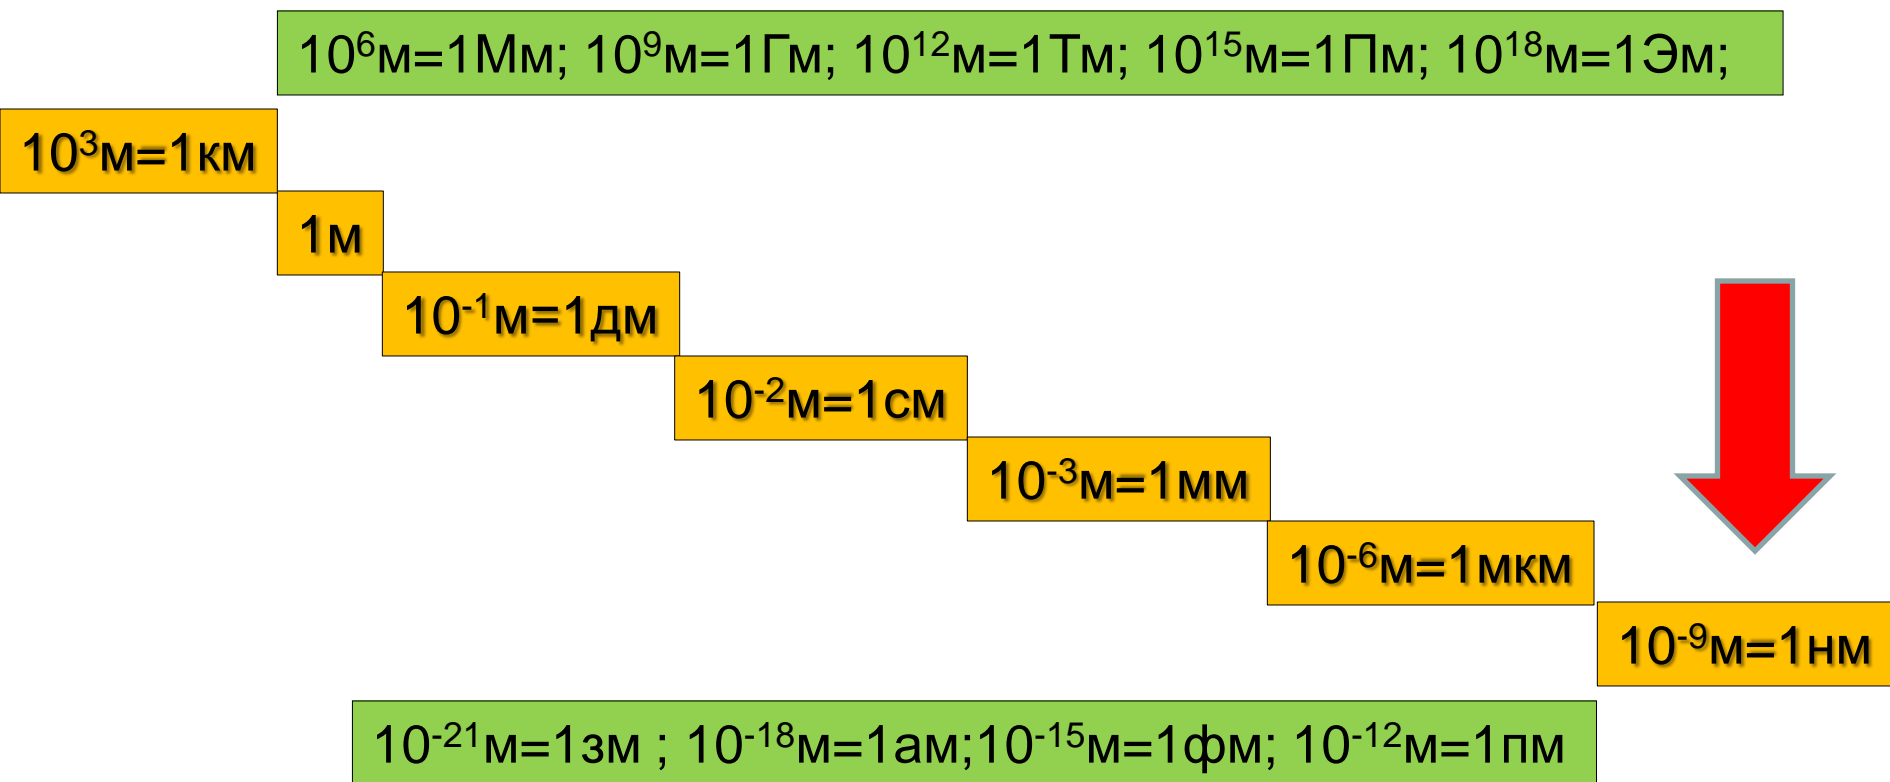 10⁶м=1Мм; 10⁹м=1Гм; 10¹²м=1Тм; 10¹⁵м=1Пм; 10¹⁸м=1Эм;
10³м=1км
1м
10⁻¹м=1дм
10⁻²м=1см
10⁻³м=1мм
10⁻⁶м=1мкм
10⁻⁹м=1нм
10⁻²¹м=1зм ; 10⁻¹⁸м=1ам;10⁻¹⁵м=1фм; 10⁻¹²м=1пм